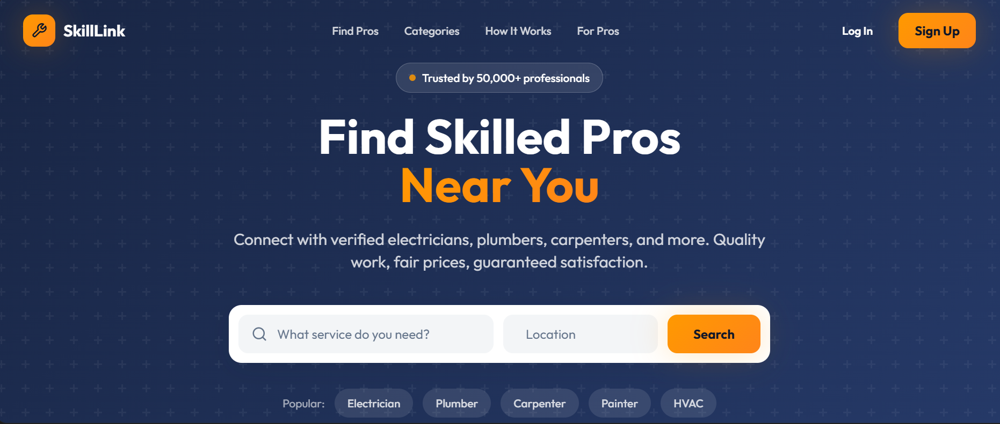 SkillLink
Find Pros
Categories
How It Works
For Pros
Log In
Sign Up
Trusted by 50,000+ professionals
Find Skilled Pros
Near You
Connect with verified electricians, plumbers, carpenters, and more. Quality
work, fair prices, guaranteed satisfaction.
What service do you need?
Location
Search
Popular:
Electrician
Plumber
Carpenter
Painter
HVAC